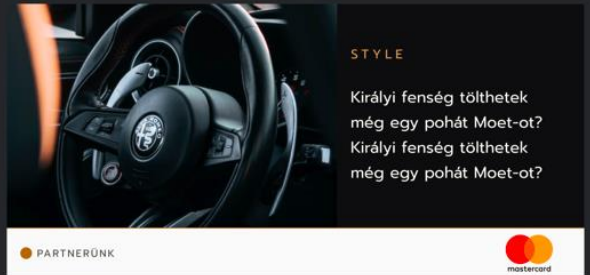 STYLE
Királyi fenség tölthetek
még egy pohát Moet-ot?
Királyi fenség tölthetek
még egy pohát Moet-ot?
PARTNERÜNK
mastercard